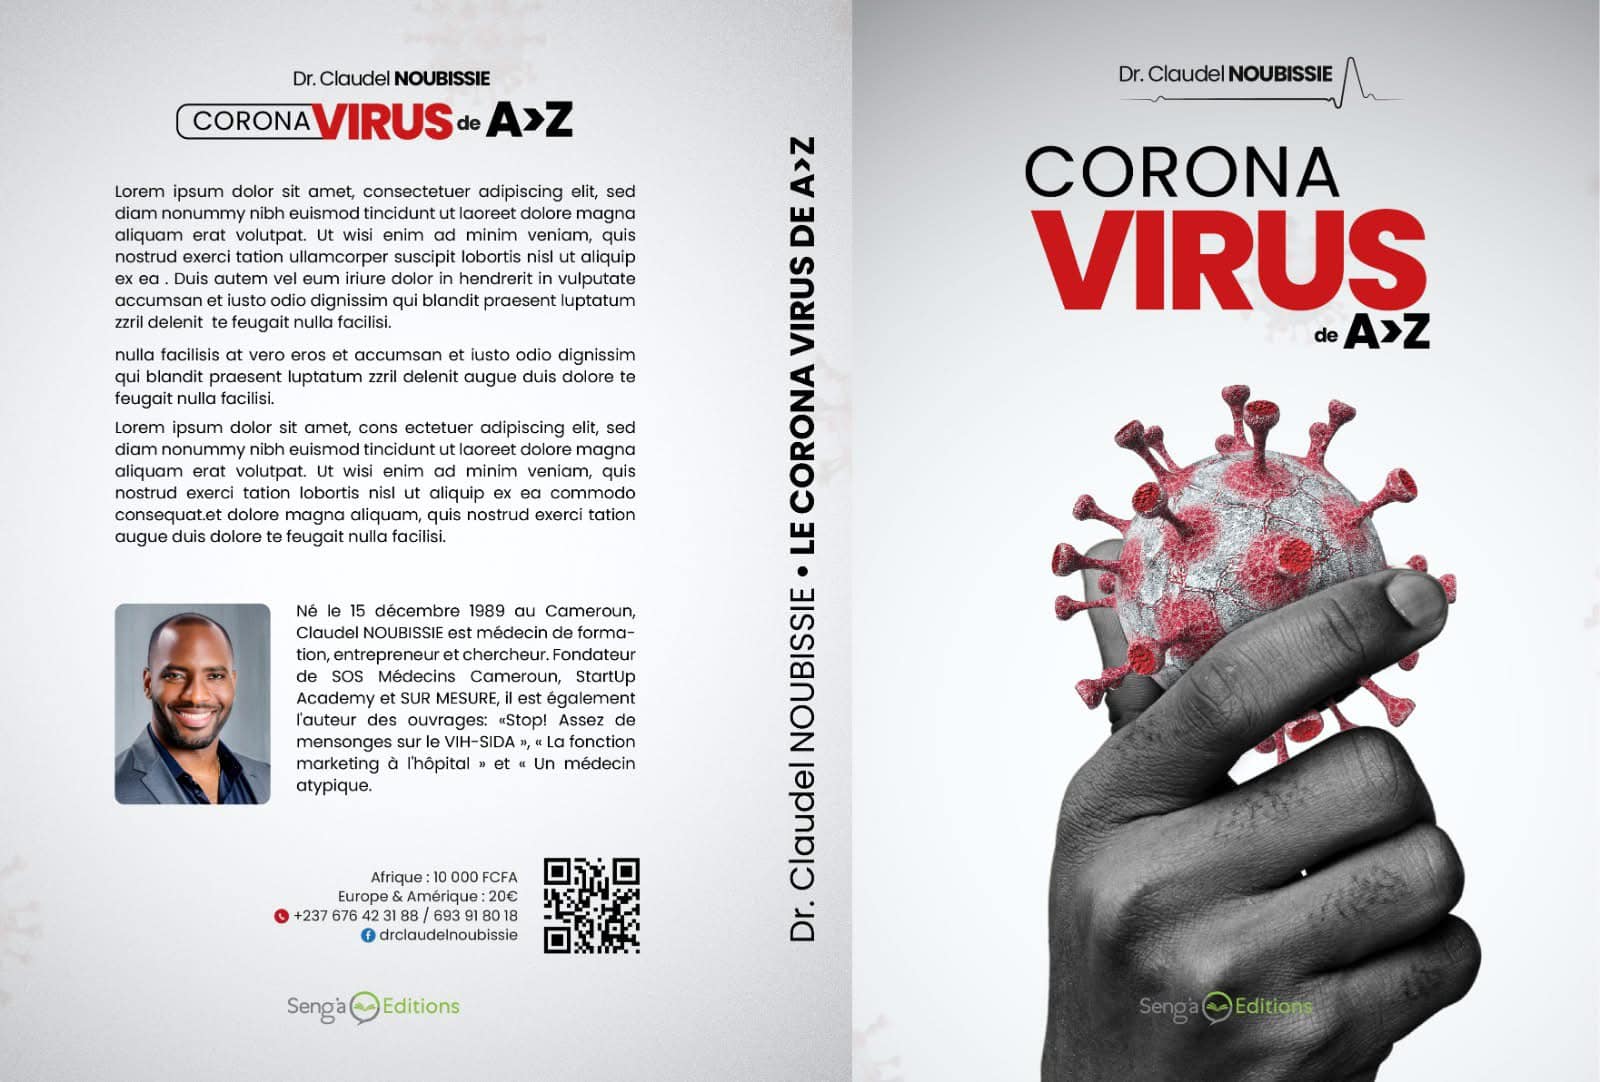 Dr. Claudel NOUBISSIE
CORONAVIRUS de A>Z
Lorem ipsum dolor sit amet, consectetuer adipiscing elit, sed
diam nonummy nibh euismod tincidunt ut laoreet dolore magna
aliquam erat volutpat. Ut wisi enim ad minim veniam, quis
nostrud exerci tation ullamcorper suscipit lobortis nisl ut aliquip
ex ea . Duis autem vel eum iriure dolor in hendrerit in vulputate
accumsan et iusto odio dignissim qui blandit praesent luptatum
zzril delenit te feugait nulla facilisi.
nulla facilisis at vero eros et accumsan et iusto odio dignissim
qui blandit praesent luptatum zzril delenit augue duis dolore te
feugait nulla facilisi.
Lorem ipsum dolor sit amet, cons ectetuer adipiscing elit, sed
diam nonummy nibh euismod tincidunt ut laoreet dolore magna
aliquam erat volutpat. Ut wisi enim ad minim veniam, quis
nostrud exerci tation lobortis nisl ut aliquip ex ea commodo
consequat.et dolore magna aliquam, quis nostrud exerci tation
augue duis dolore te feugait nulla facilisi.
Né le 15 décembre 1989 au Cameroun,
Claudel NOUBISSIE est médecin de forma-
tion, entrepreneur et chercheur. Fondateur
de SOS Médecins Cameroun, StartUp
Academy et SUR MESURE, il est également
l'auteur des ouvrages: «Stop! Assez de
mensonges sur le VIH-SIDA », « La fonction
marketing à l'hôpital » et « Un médecin
atypique.
Afrique : 10 000 FCFA
Europe & Amérique : 20€
+237 676 42 31 88 / 693 91 80 18
drclaudelnoubissie
Seng'a Editions
Dr. Claudel NOUBISSIE • LE CORONA VIRUS DE A>Z
Dr. Claudel NOUBISSIE
CORONA
VIRUS
de A>Z
Seng'a Editions